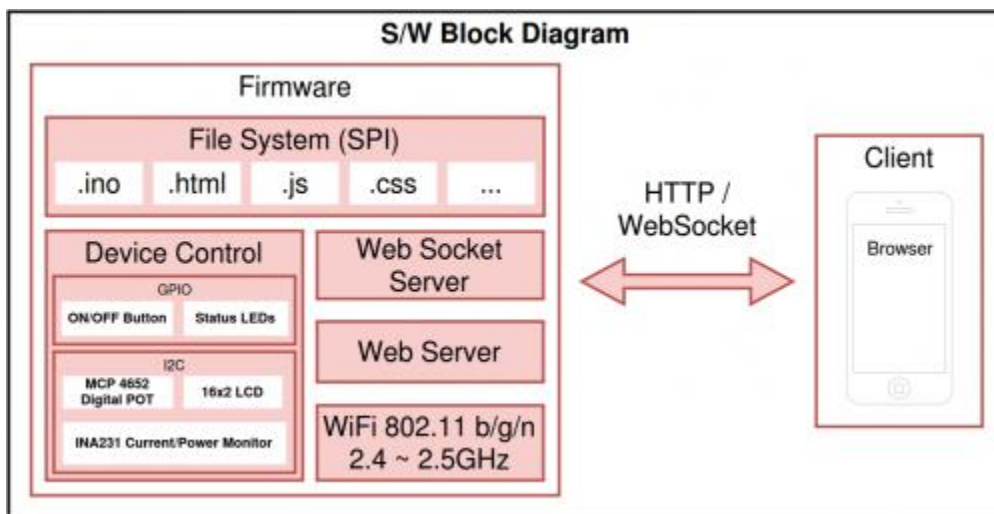 S/W Block Diagram
Firmware
File System (SPI)
.ino
.html
.js
.css
...
Device Control
GPIO
ON/OFF Button
Status LEDs
I2C
MCP 4652
Digital POT
16x2 LCD
INA231 Current/Power Monitor
Web Socket
Server
Web Server
WiFi 802.11 b/g/n
2.4 ~ 2.5GHz
HTTP /
WebSocket
Client
Browser